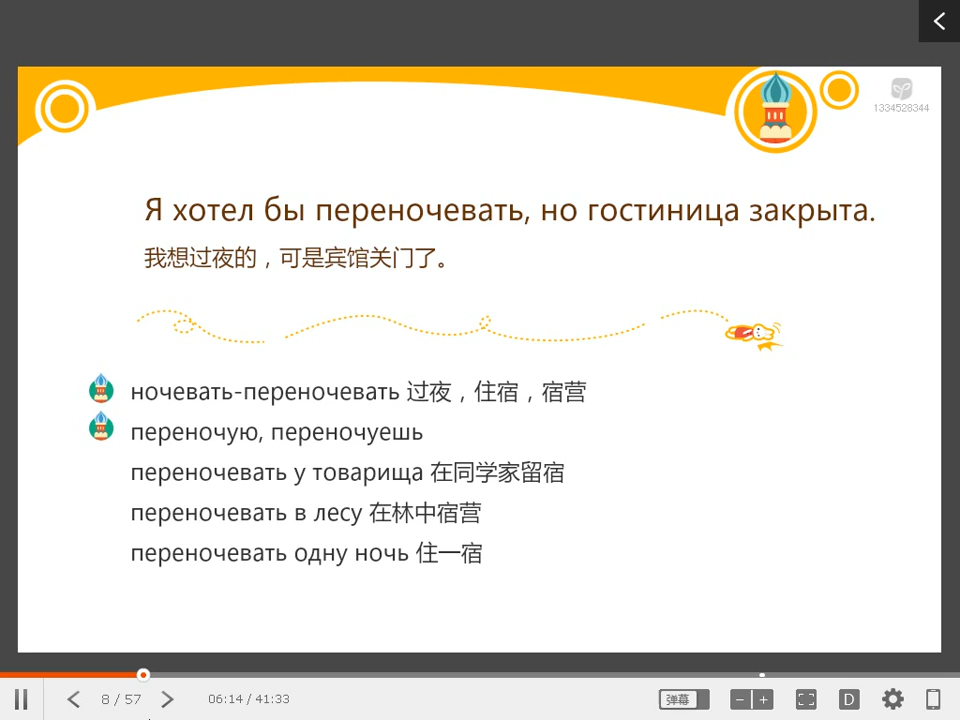 1334528344
Я хотел бы переночевать, но гостиница закрыта.
我想过夜的，可是宾馆关门了。
ночевать-переночевать 过夜，住宿，宿营
переночую, переночуешь
переночевать у товарища 在同学家留宿
переночевать в лесу 在林中宿营
переночевать одну ночь 住一宿
8 / 57
06:14 / 41:33
弹幕
D